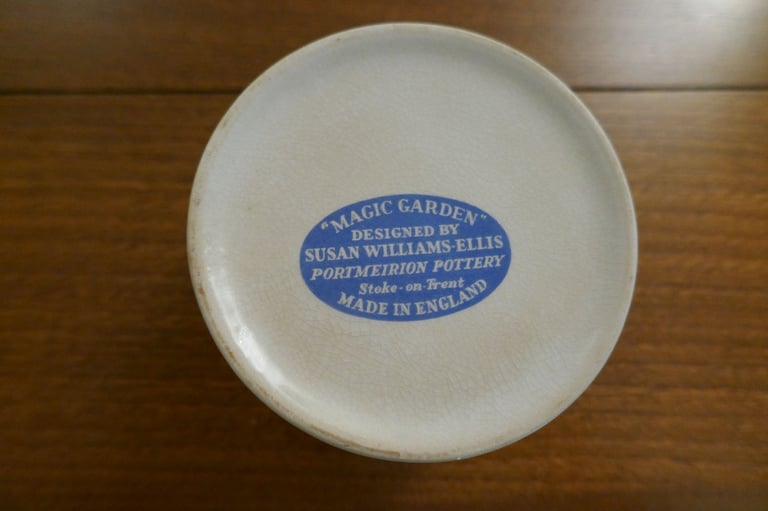 "MAGIC GARDEN"
DESIGNED BY
SUSAN WILLIAMS-ELLIS
PORTMEIRION POTTERY
Stoke-on-Trent
MADE IN ENGLAND